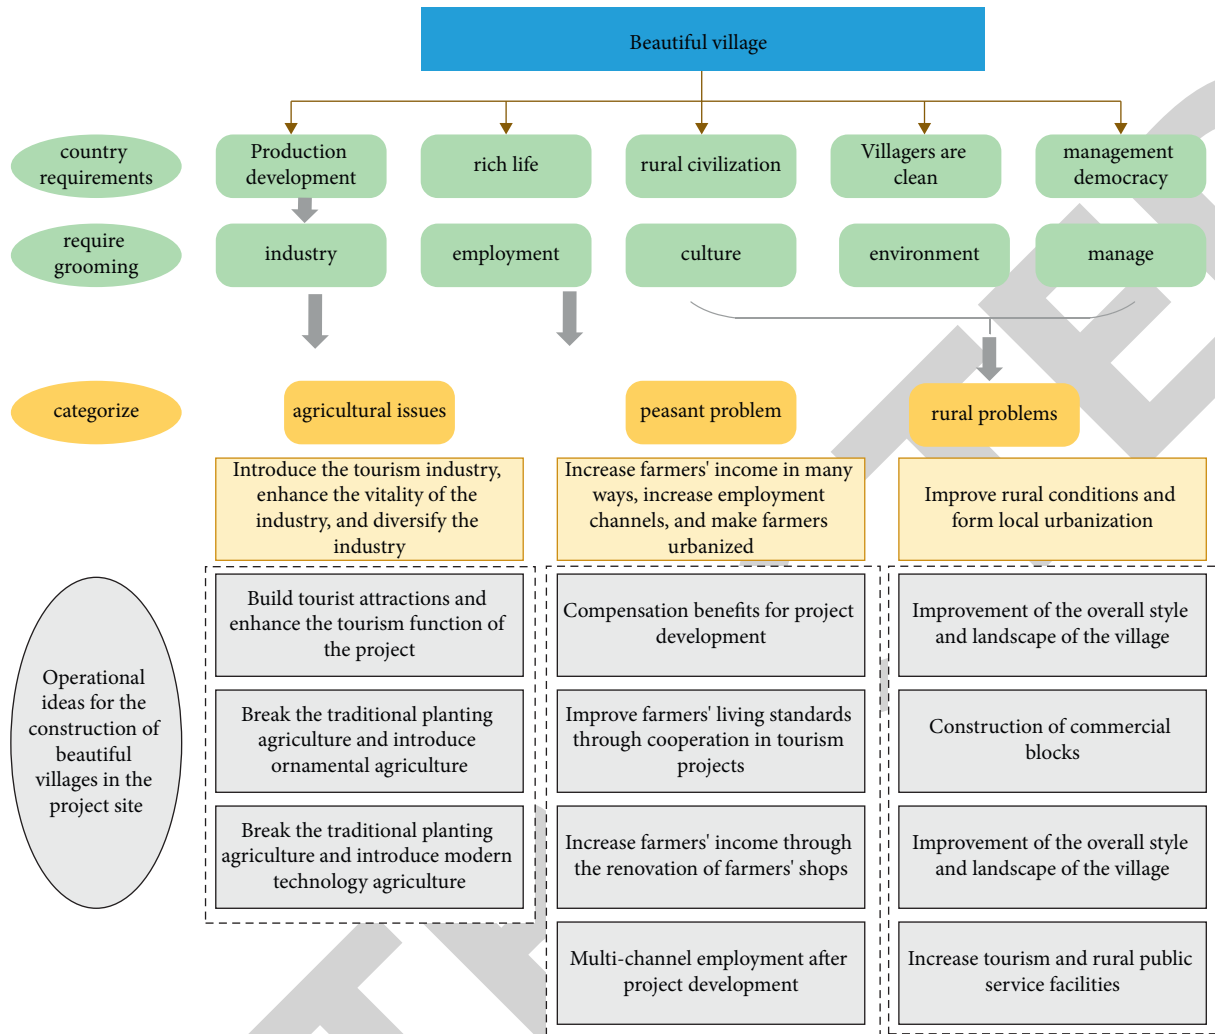 Beautiful village
country
requirements
Production
development
rich life
rural civilization
Villagers are
clean
management
democracy
require
grooming
industry
employment
culture
environment
manage
categorize
agricultural issues
peasant problem
rural problems
Introduce the tourism industry,
enhance the vitality of the
industry, and diversify the
industry
Increase farmers' income in many
ways, increase employment
channels, and make farmers
urbanized
Improve rural conditions and
form local urbanization
Operational
ideas for the
construction of
beautiful
villages in the
project site
Build tourist attractions and
enhance the tourism function of
the project
Break the traditional planting
agriculture and introduce
ornamental agriculture
Break the traditional planting
agriculture and introduce modern
technology agriculture
Compensation benefits for project
development
Improve farmers' living standards
through cooperation in tourism
projects
Increase farmers' income through
the renovation of farmers' shops
Multi-channel employment after
project development
Improvement of the overall style
and landscape of the village
Construction of commercial
blocks
Improvement of the overall style
and landscape of the village
Increase tourism and rural public
service facilities